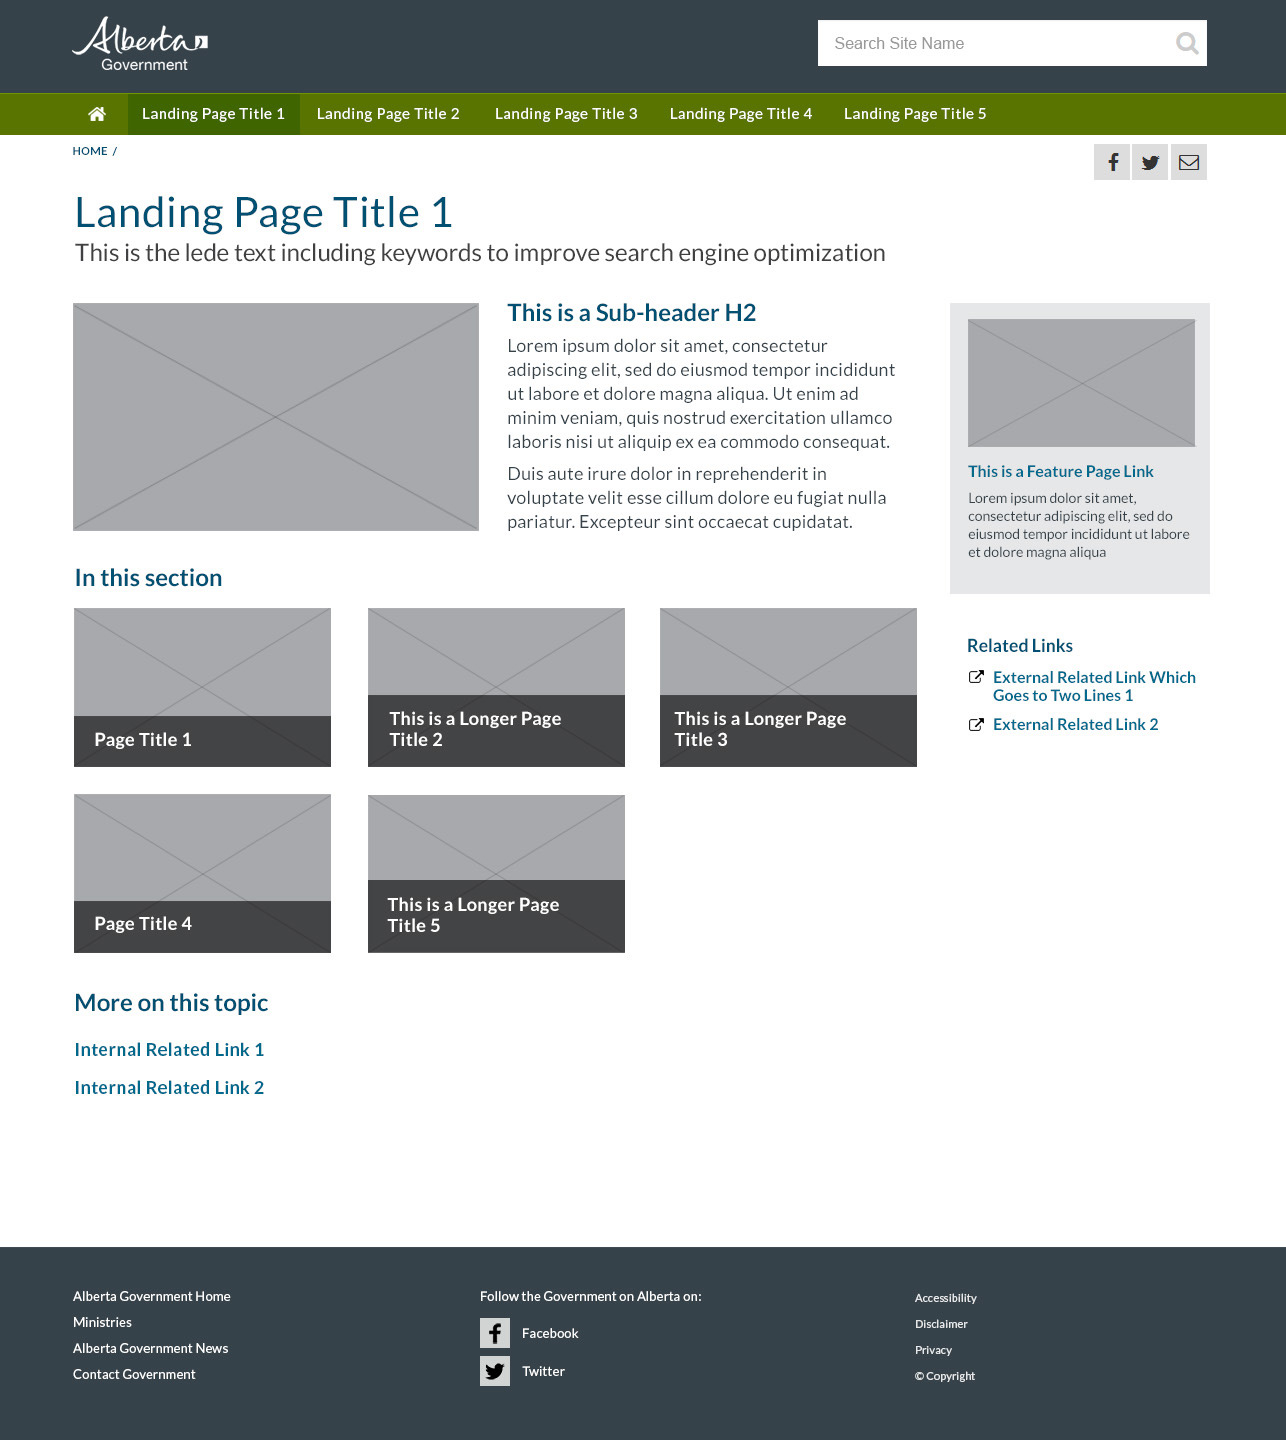 Alberta
Government
Search Site Name
Landing Page Title 1
Landing Page Title 2
Landing Page Title 3
Landing Page Title 4
Landing Page Title 5
HOME /
Landing Page Title 1
This is the lede text including keywords to improve search engine optimization
This is a Sub-header H2
Lorem ipsum dolor sit amet, consectetur
adipiscing elit, sed do eiusmod tempor incididunt
ut labore et dolore magna aliqua. Ut enim ad
minim veniam, quis nostrud exercitation ullamco
laboris nisi ut aliquip ex ea commodo consequat.
Duis aute irure dolor in reprehenderit in
voluptate velit esse cillum dolore eu fugiat nulla
pariatur. Excepteur sint occaecat cupidatat.
This is a Feature Page Link
Lorem ipsum dolor sit amet,
consectetur adipiscing elit, sed do
eiusmod tempor incididunt ut labore
et dolore magna aliqua
In this section
Page Title 1
This is a Longer Page
Title 2
This is a Longer Page
Title 3
Page Title 4
This is a Longer Page
Title 5
Related Links
External Related Link Which
Goes to Two Lines 1
External Related Link 2
More on this topic
Internal Related Link 1
Internal Related Link 2
Alberta Government Home
Ministries
Alberta Government News
Contact Government
Follow the Government on Alberta on:
Facebook
Twitter
Accessibility
Disclaimer
Privacy
© Copyright